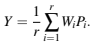 Y = \frac{1}{r} \sum_{i=1}^{r} W_i P_i.